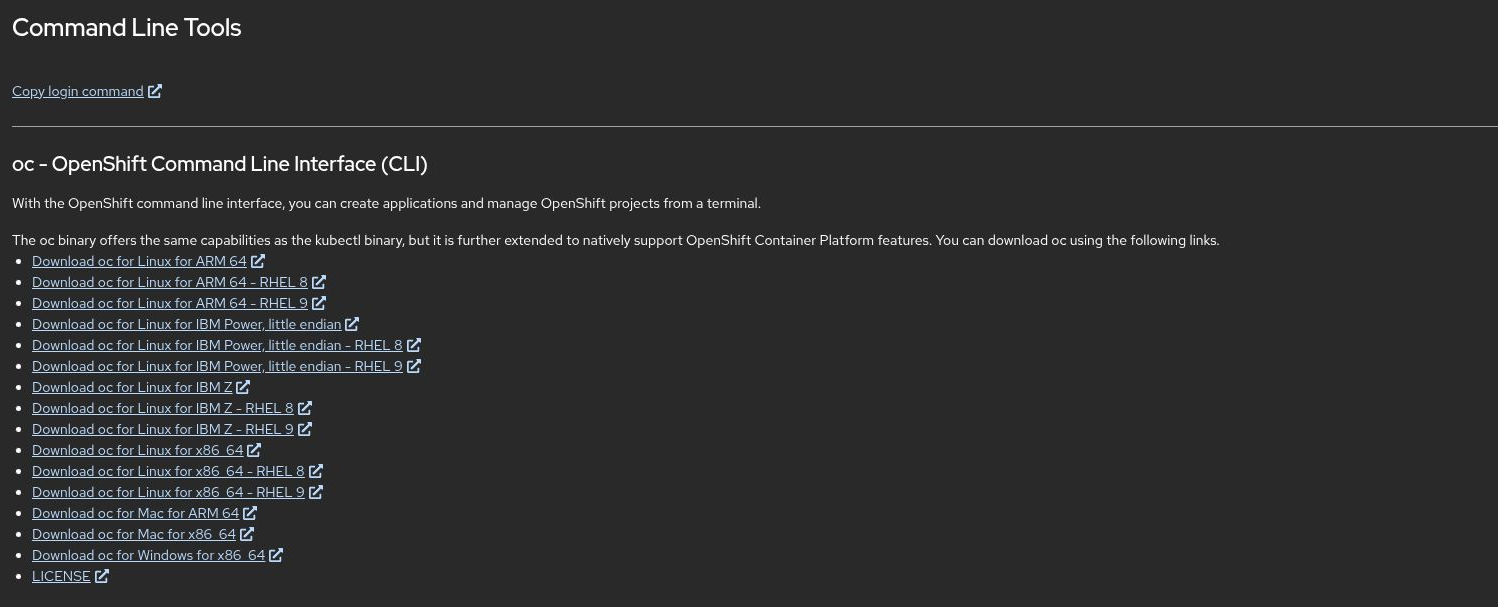 Command Line Tools
Copy login command
oc - OpenShift Command Line Interface (CLI)
With the OpenShift command line interface, you can create applications and manage OpenShift projects from a terminal.
The oc binary offers the same capabilities as the kubectl binary, but it is further extended to natively support OpenShift Container Platform features. You can download oc using the following links.
Download oc for Linux for ARM 64
Download oc for Linux for ARM 64 - RHEL 8
Download oc for Linux for ARM 64 - RHEL 9
Download oc for Linux for IBM Power, little endian
Download oc for Linux for IBM Power, little endian - RHEL 8
Download oc for Linux for IBM Power, little endian - RHEL 9
Download oc for Linux for IBM Z
Download oc for Linux for IBM Z - RHEL 8
Download oc for Linux for IBM Z - RHEL 9
Download oc for Linux for x86_64
Download oc for Linux for x86_64 - RHEL 8
Download oc for Linux for x86_64 - RHEL 9
Download oc for Mac for ARM 64
Download oc for Mac for x86_64
Download oc for Windows for x86_64
LICENSE